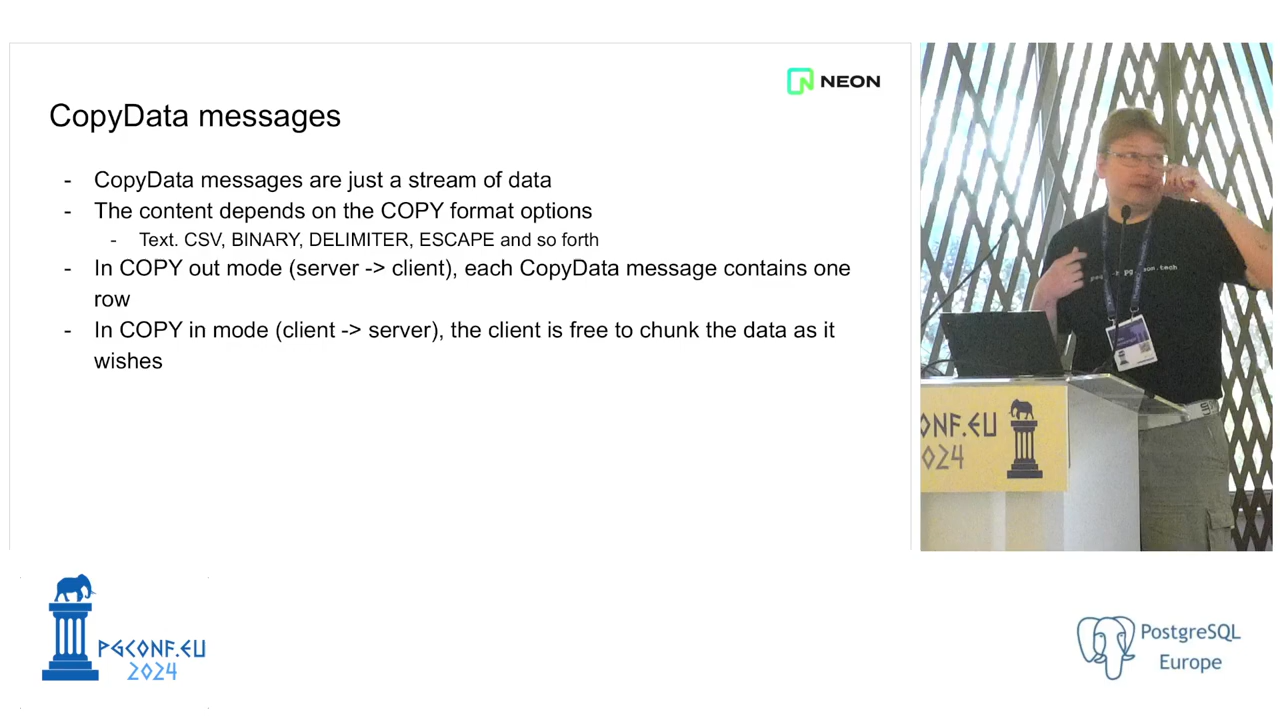 NEON
CopyData messages
- CopyData messages are just a stream of data
- The content depends on the COPY format options
- Text. CSV, BINARY, DELIMITER, ESCAPE and so forth
- In COPY out mode (server -> client), each CopyData message contains one
row
- In COPY in mode (client -> server), the client is free to chunk the data as it
wishes
ONF.EU
2024
PGCONF.EU
2024
PostgreSQL
Europe